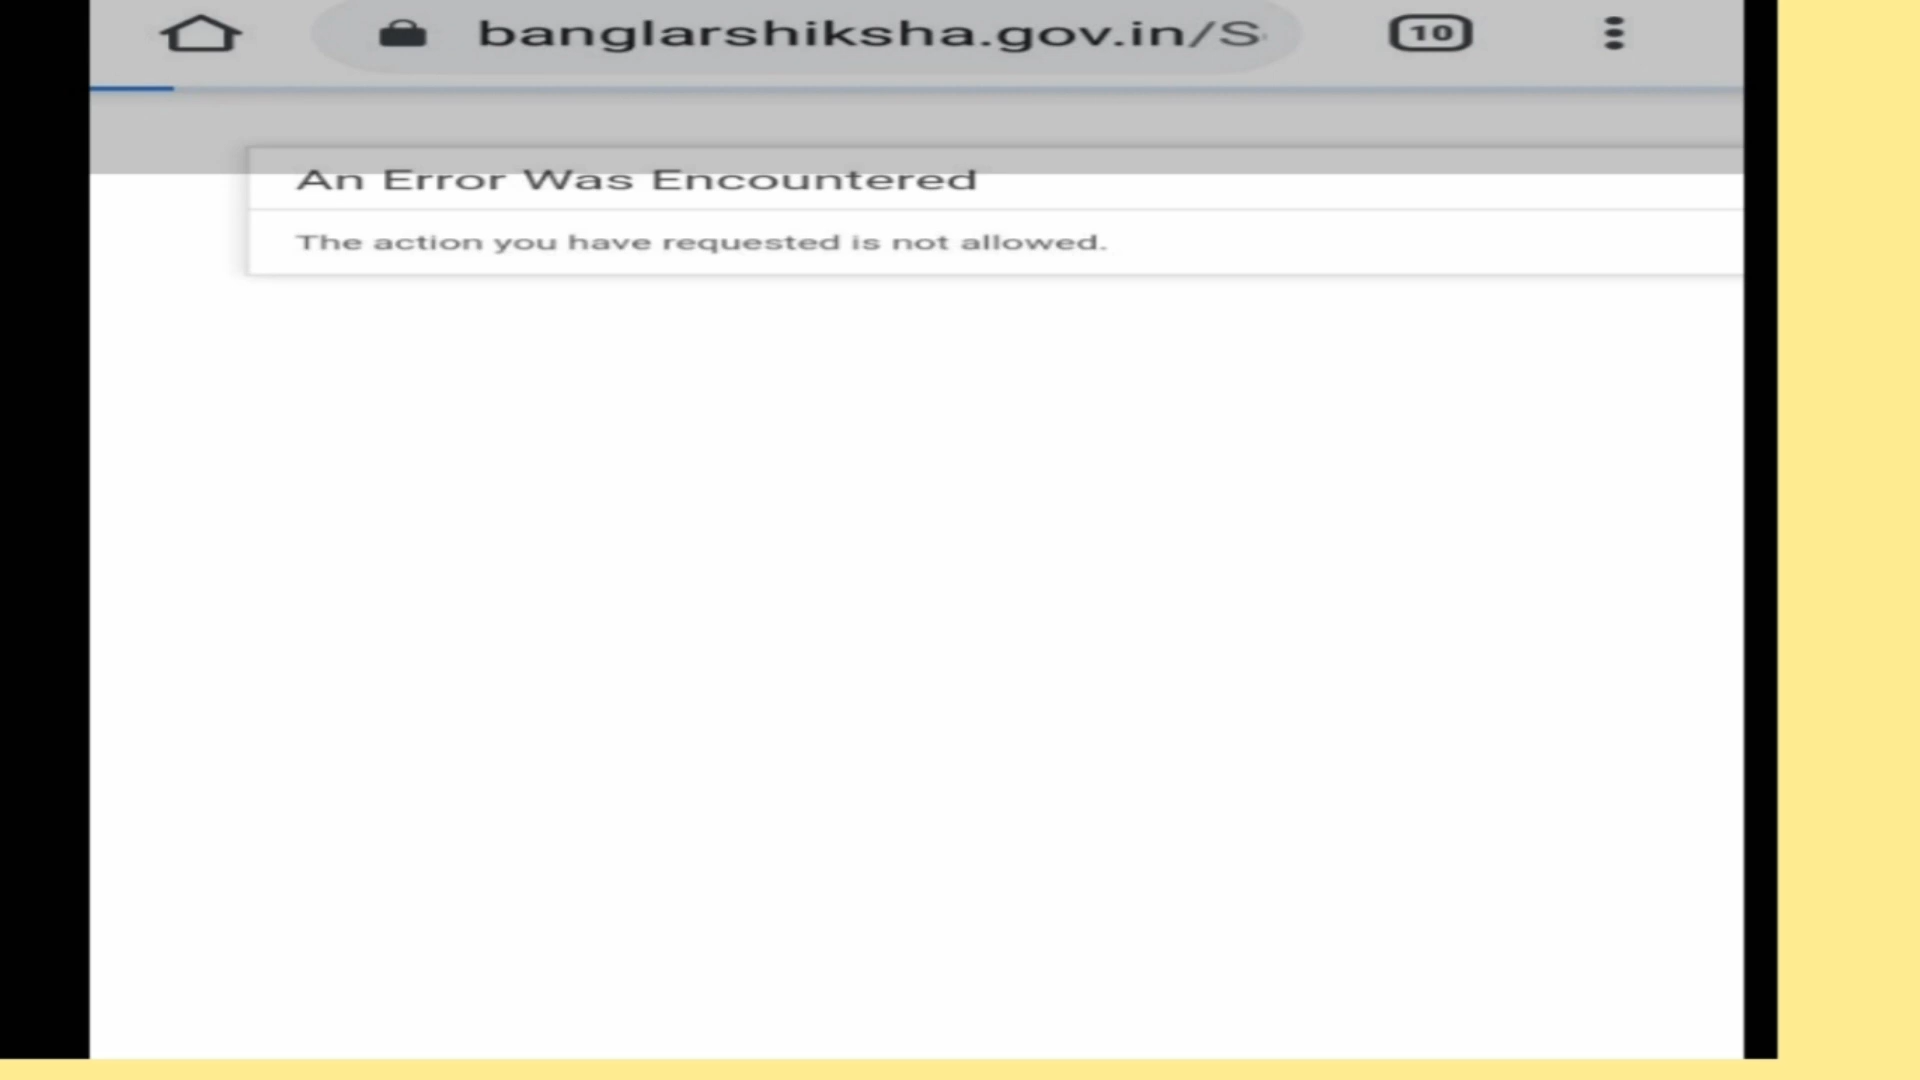 banglarshiksha.gov.in/S
10
An Error Was Encountered
The action you have requested is not allowed.